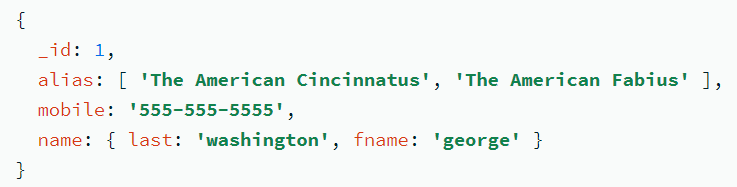 {
  _id: 1,
  alias: [ 'The American Cincinnatus', 'The American Fabius' ],
  mobile: '555-555-5555',
  name: { last: 'washington', fname: 'george' }
}